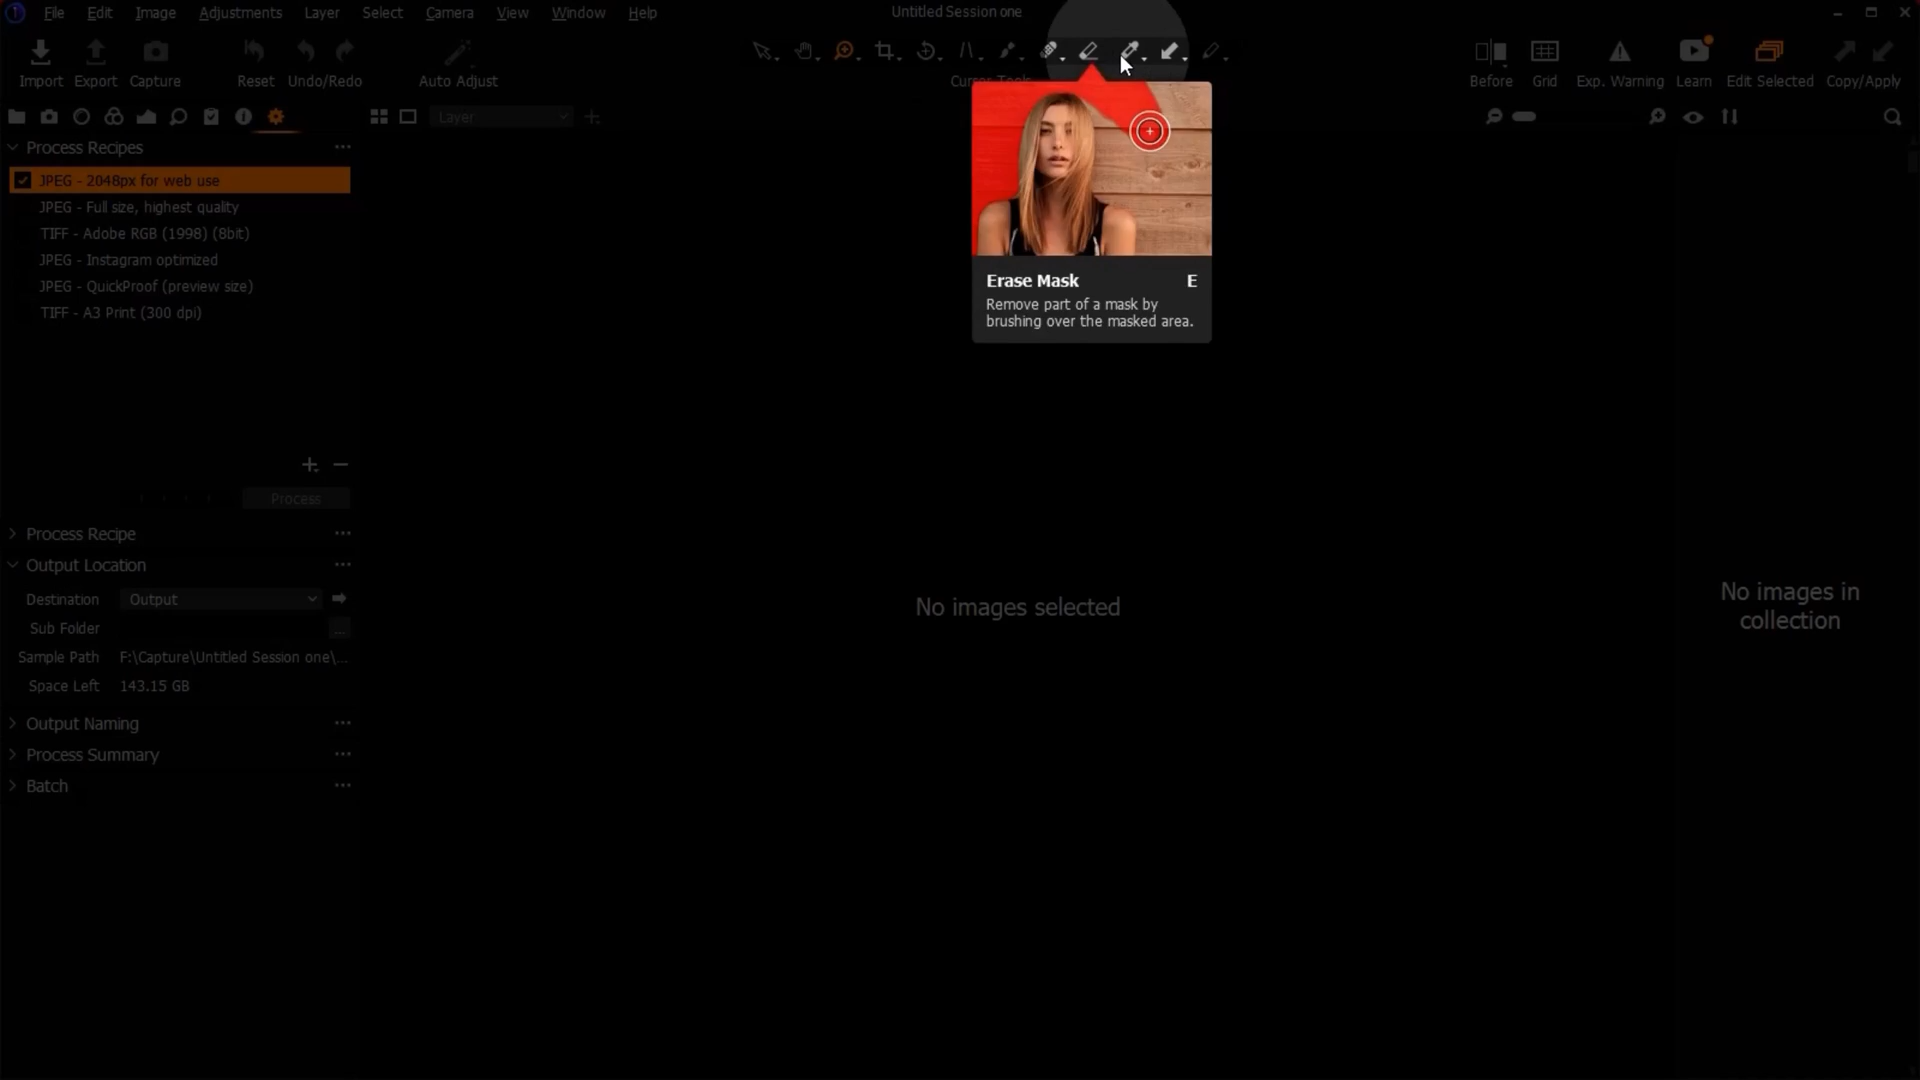 File Edit Image Adjustments Layer Select Camera View Window Help
Untitled Session one
Import Export Capture Reset Undo/Redo Auto Adjust
Before Grid Exp. Warning Learn Edit Selected Copy/Apply
Layer
Process Recipes
JPEG - 2048px for web use
JPEG - Full size, highest quality
TIFF - Adobe RGB (1998) (8bit)
JPEG - Instagram optimized
JPEG - QuickProof (preview size)
TIFF - A3 Print (300 dpi)
Process
Process Recipe
Output Location
Destination Output
Sub Folder ...
Sample Path F:\Capture\Untitled Session one\...
Space Left 143.15 GB
Output Naming
Process Summary
Batch
Erase Mask E
Remove part of a mask by
brushing over the masked area.
No images selected
No images in
collection